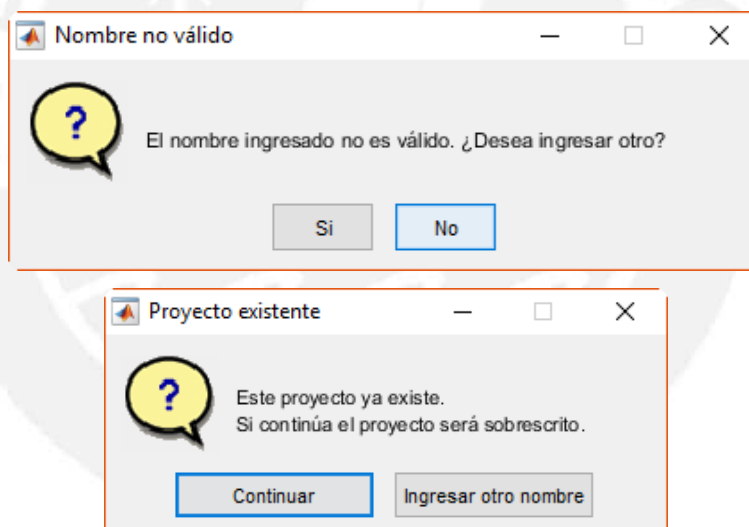 Nombre no válido
?
El nombre ingresado no es válido. ¿Desea ingresar otro?
Si No
Proyecto existente
?
Este proyecto ya existe.
Si continúa el proyecto será sobrescrito.
Continuar Ingresar otro nombre